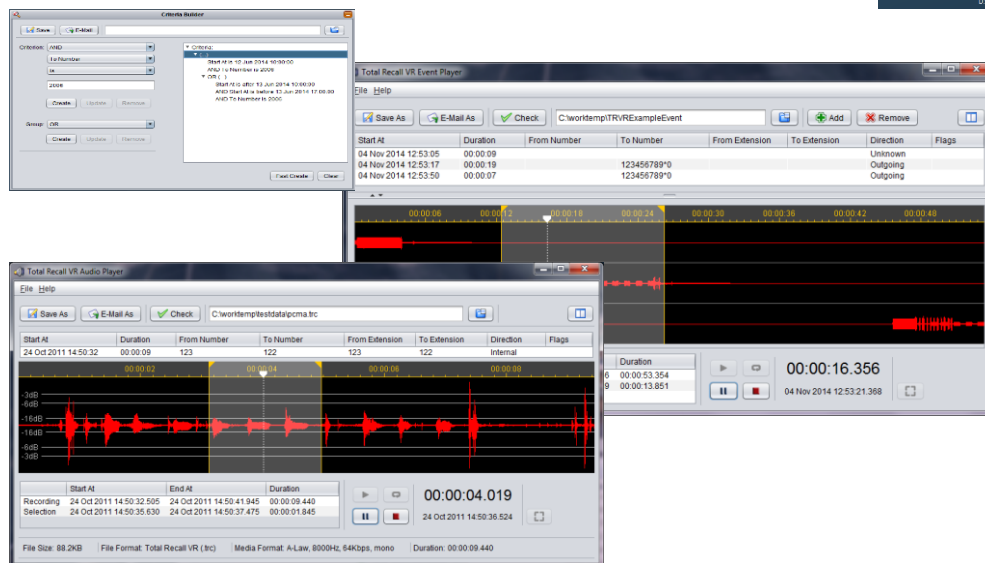 Criteria Builder
Save E-Mail
Criterion: AND
To Number
is
2006
Create Update Remove
Group: OR
Create Update Remove
Criteria:
( )
Start At is 12 Jun 2014 10:00:00
AND To Number is 2006
OR ( )
Start At is after 13 Jun 2014 10:00:00
AND Start At is before 13 Jun 2014 17:00:00
AND To Number is 2000
Fast Create Clear
Total Recall VR Event Player
File Help
Save As E-Mail As Check C:\worktemp\TRVRExampleEvent Add Remove
Start At Duration From Number To Number From Extension To Extension Direction Flags
04 Nov 2014 12:53:05 00:00:09 Unknown
04 Nov 2014 12:53:17 00:00:19 123456789*0 Outgoing
04 Nov 2014 12:53:50 00:00:07 123456789*0 Outgoing
00:00:06 00:00:12 00:00:18 00:00:24 00:00:30 00:00:36 00:00:42 00:00:48
Duration
6 00:00:53.354
9 00:00:13.851
00:00:16.356
04 Nov 2014 12:53:21.368
Total Recall VR Audio Player
File Help
Save As E-Mail As Check C:\worktemp\testdata\pcma.trc
Start At Duration From Number To Number From Extension To Extension Direction Flags
24 Oct 2011 14:50:32 00:00:09 123 122 123 122 Internal
00:00:02 00:00:04 00:00:06 00:00:08
-3dB
-6dB
-16dB
-16dB
-6dB
-3dB
Start At End At Duration
Recording 24 Oct 2011 14:50:32.505 24 Oct 2011 14:50:41.945 00:00:09.440
Selection 24 Oct 2011 14:50:35.630 24 Oct 2011 14:50:37.475 00:00:01.845
00:00:04.019
24 Oct 2011 14:50:36.524
File Size: 88.2KB File Format: Total Recall VR (.trc) Media Format: A-Law, 8000Hz, 64Kbps, mono Duration: 00:00:09.440